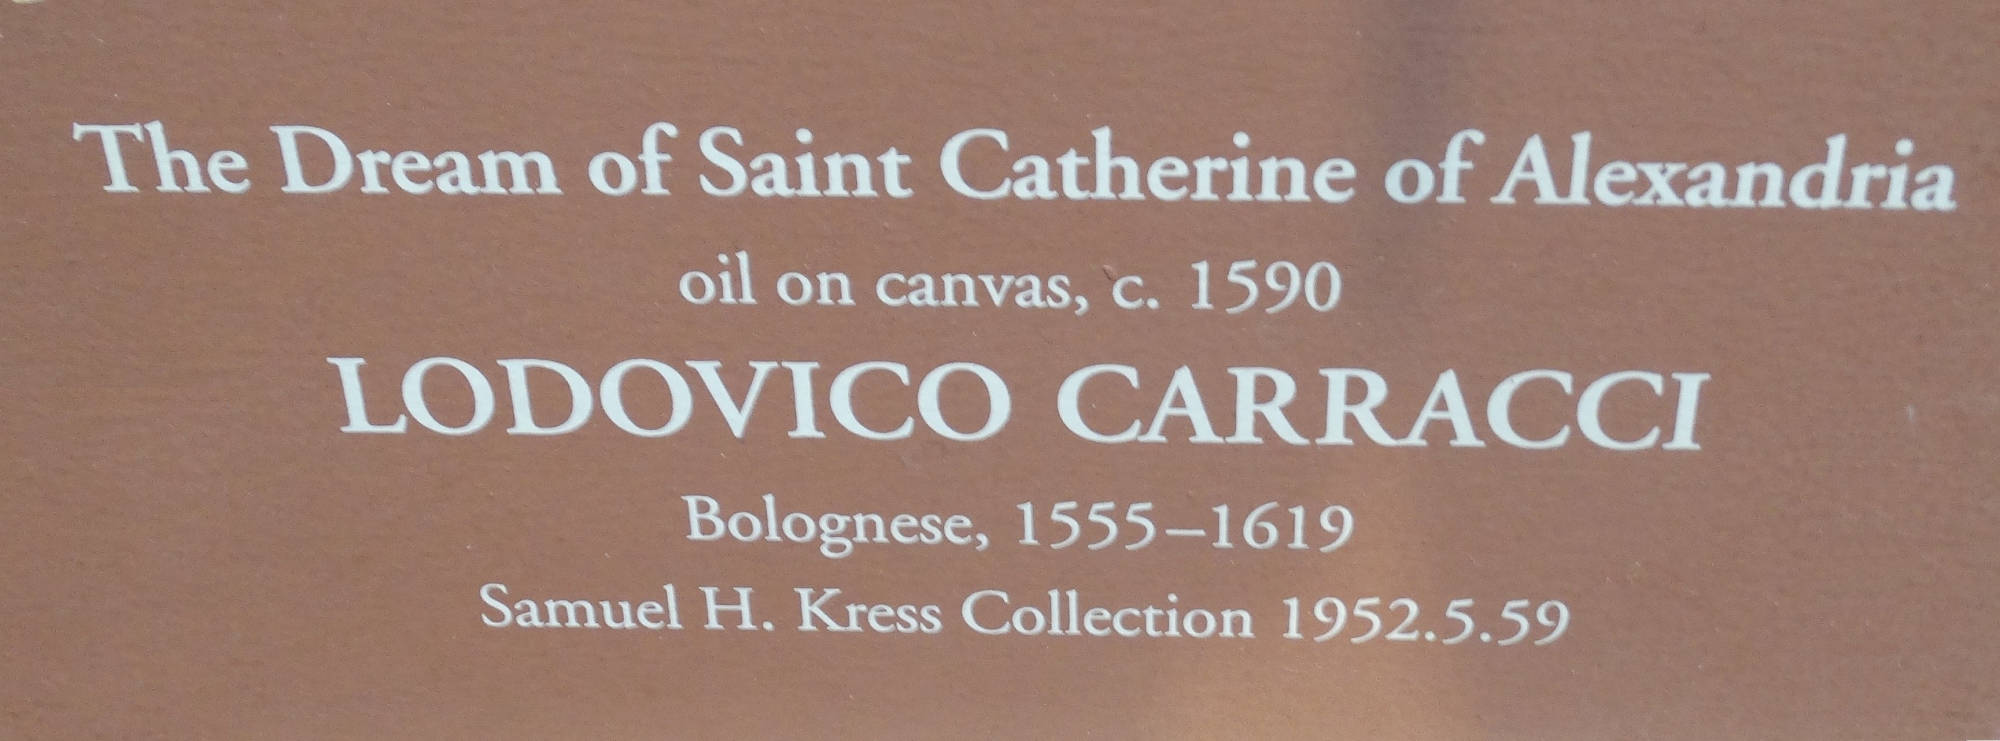 The Dream of Saint Catherine of Alexandria
oil on canvas, c. 1590
LODOVICO CARRACCI
Bolognese, 1555–1619
Samuel H. Kress Collection 1952.5.59